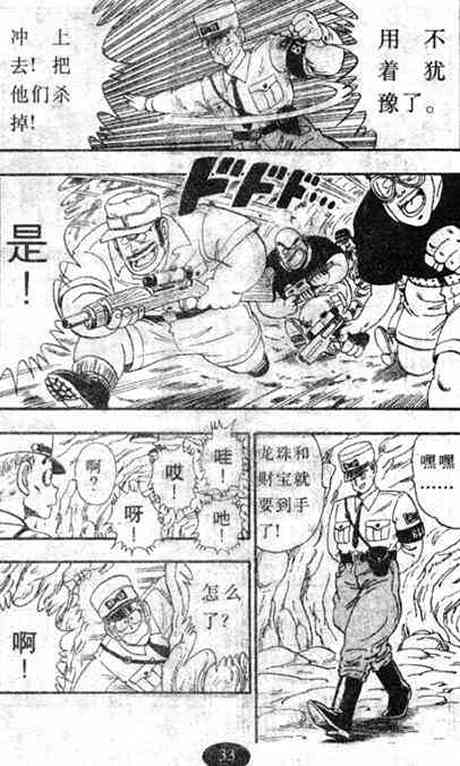 用不
着犹
豫了。
冲上
去！把
他们杀
掉！
ドドド…
是！
嘿嘿
……
龙珠和
财宝就
要到手
了！
哇！
吔！
哎！
呀！
啊？
怎么
了？
啊！
33